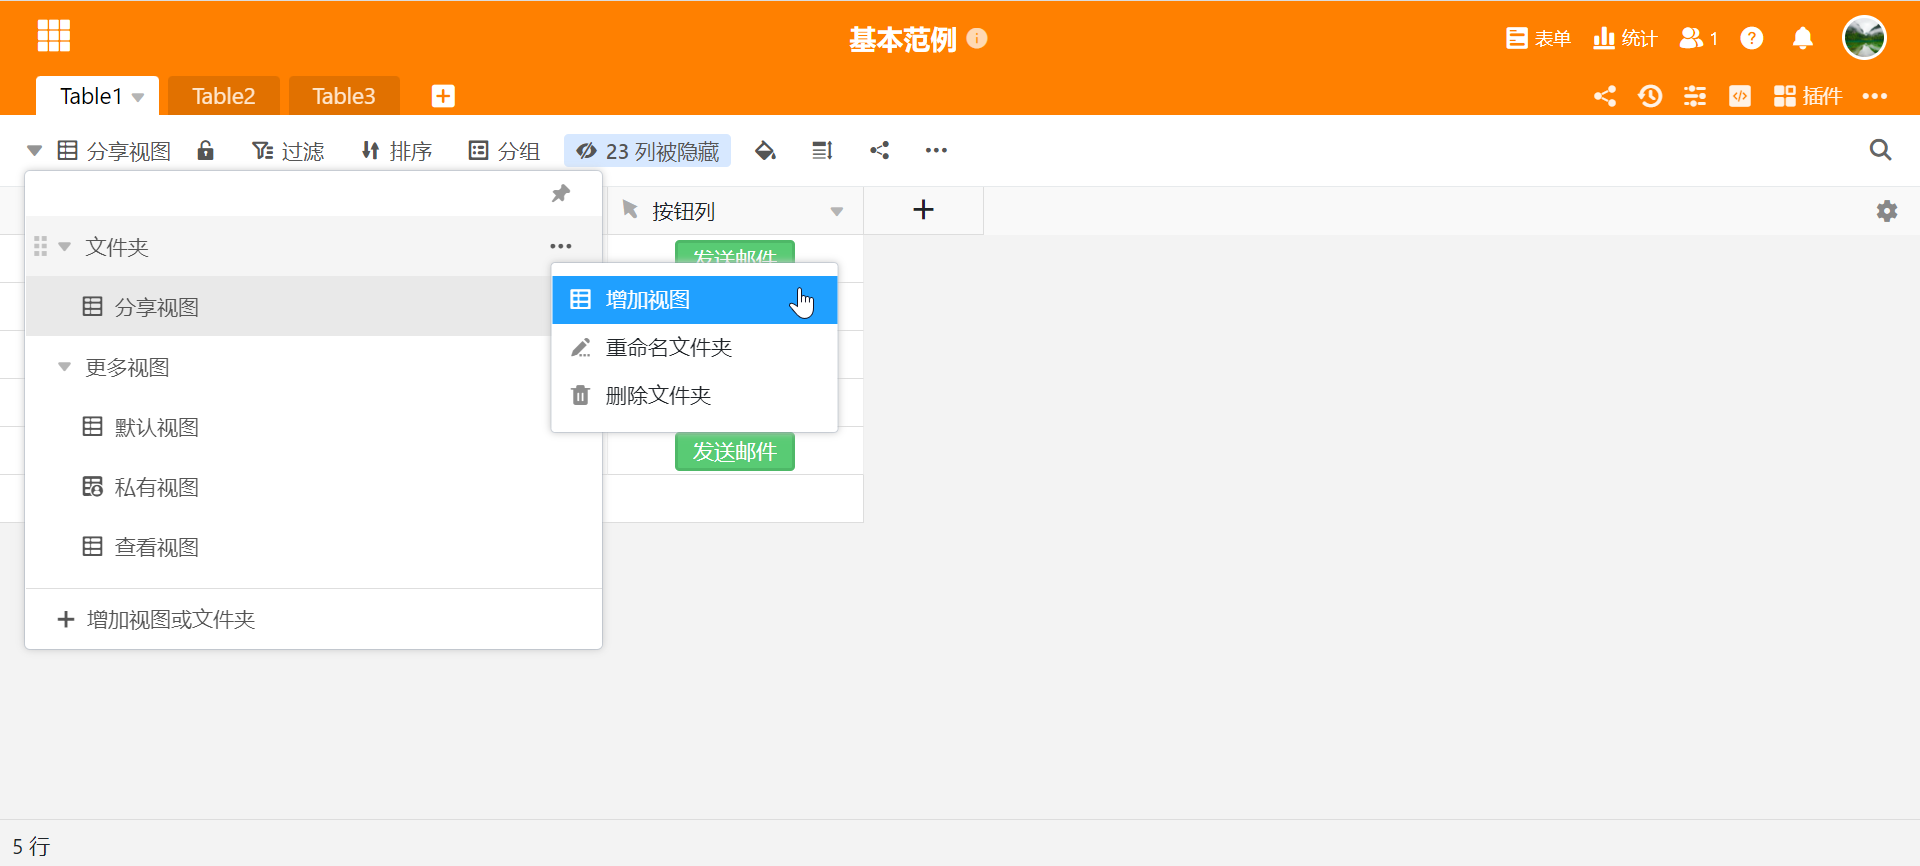 基本范例
表单
统计
1
Table1
Table2
Table3
插件
分享视图
过滤
排序
分组
23 列被隐藏
按钮列
文件夹
发送邮件
分享视图
增加视图
更多视图
重命名文件夹
删除文件夹
默认视图
发送邮件
私有视图
查看视图
增加视图或文件夹
5 行